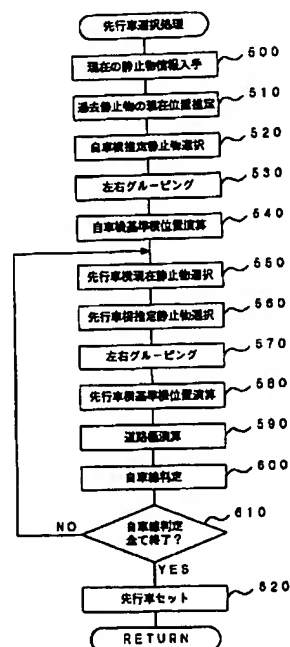 先行車選択処理
現在の静止物情報入手
500
過去静止物の現在位置推定
510
自車横推定静止物選択
520
左右グルーピング
530
自車横基準横位置演算
540
先行車横現在静止物選択
550
先行車横推定静止物選択
560
左右グルーピング
570
先行車横基準横位置演算
580
道路幅演算
590
自車線判定
600
自車線判定
全て終了?
610
NO
YES
先行車セット
620
RETURN